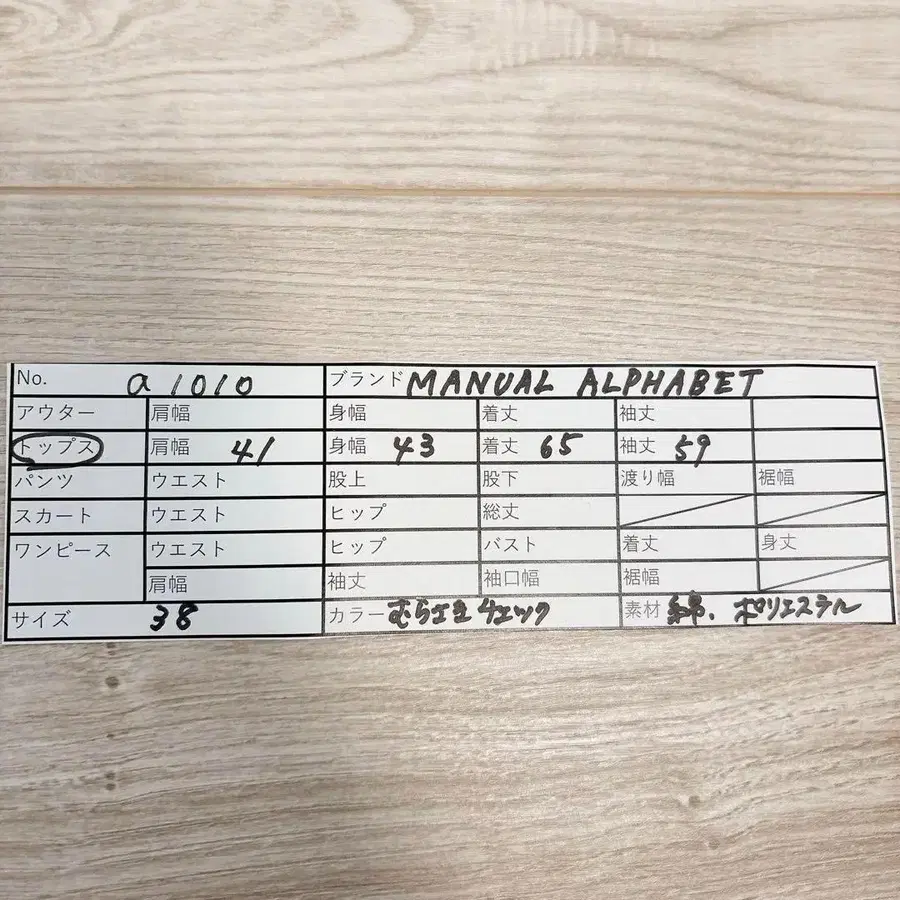 No. a1010 ブランド MANUAL ALPHABET
アウター 肩幅 身幅 着丈 袖丈
トップス 肩幅 41 身幅 43 着丈 65 袖丈 59
パンツ ウエスト 股上 股下 渡り幅 裾幅
スカート ウエスト ヒップ 総丈
ワンピース ウエスト ヒップ バスト 着丈 身丈
肩幅 袖丈 袖口幅 裾幅
サイズ 38 カラー むらさきチェック 素材 綿、ポリエステル